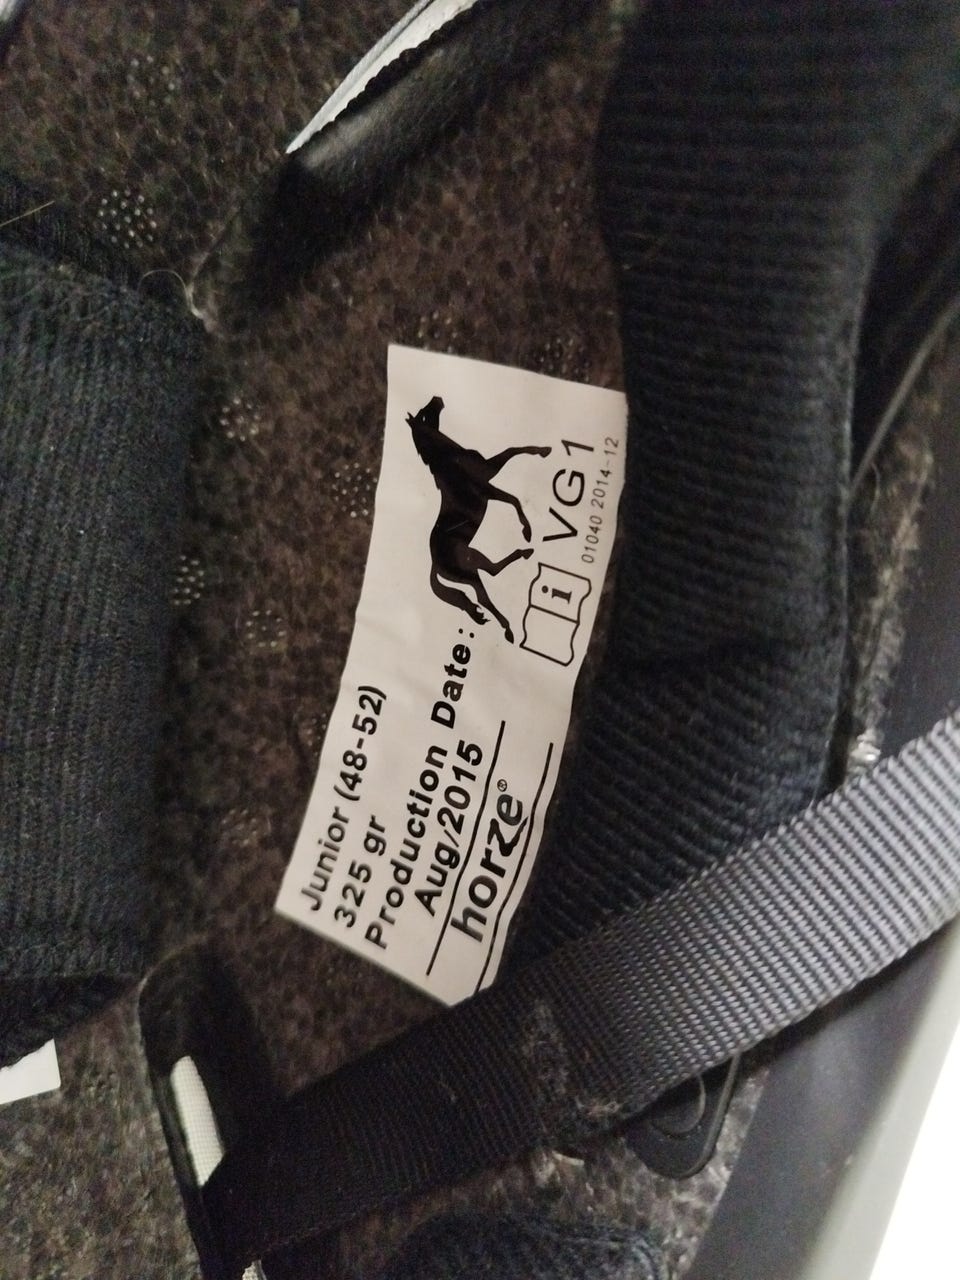 Junior (48-52)
325 gr
Production Date:
Aug/2015
horze®
i
VG1
01040 2014-12